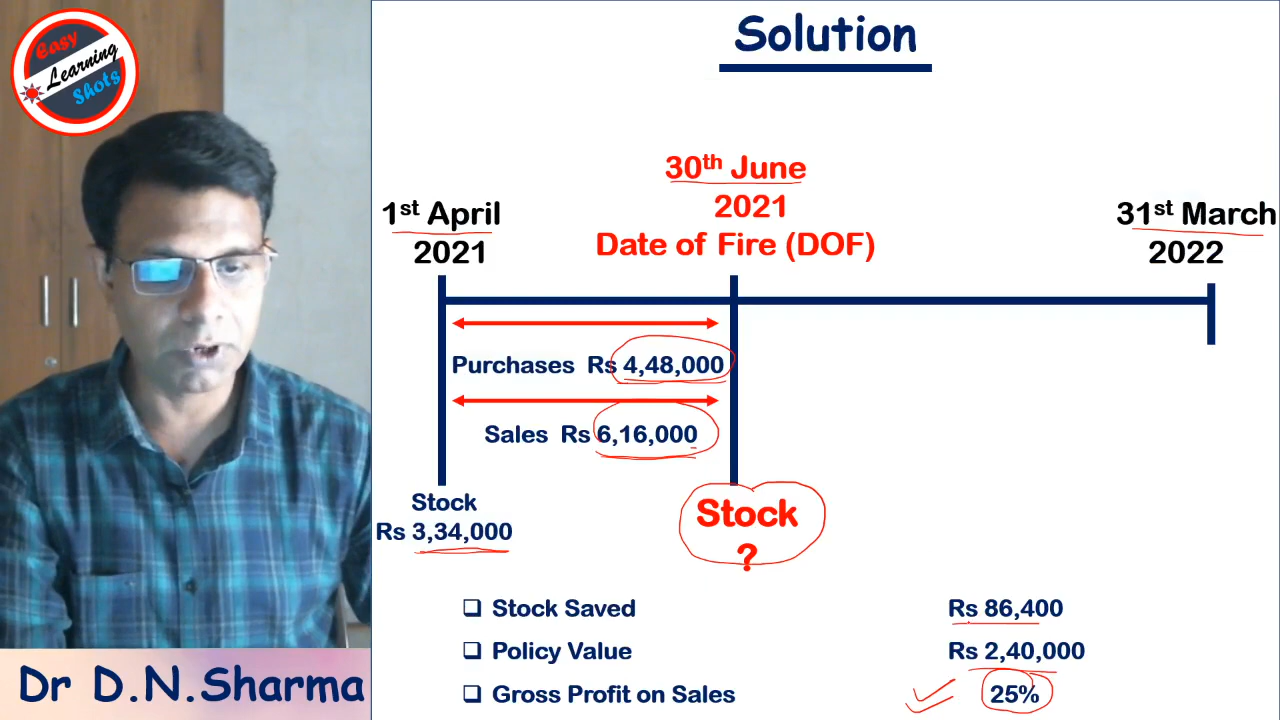 Easy
Learning
Shots
Solution
30th June
2021
Date of Fire (DOF)
1st April
2021
31st March
2022
Purchases Rs 4,48,000
Sales Rs 6,16,000
Stock
Rs 3,34,000
Stock
?
❑ Stock Saved Rs 86,400
❑ Policy Value Rs 2,40,000
❑ Gross Profit on Sales 25%
Dr D.N.Sharma